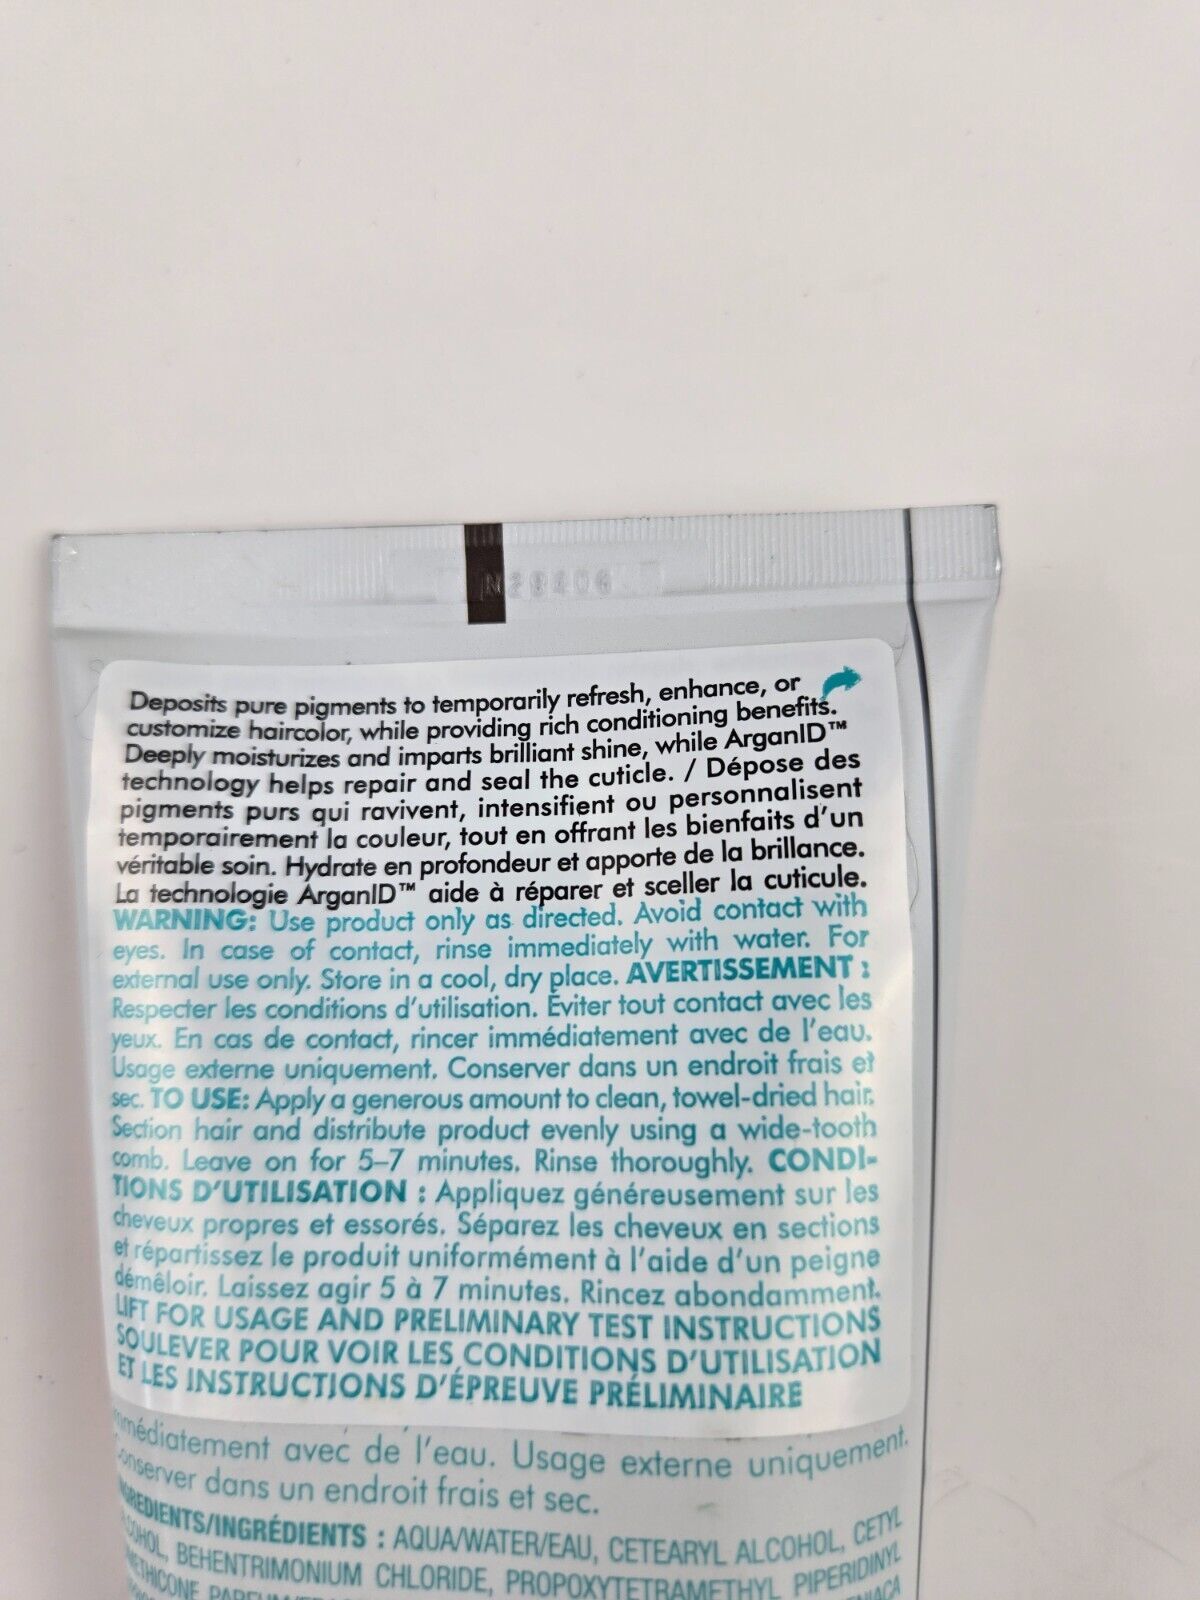 N29406
Deposits pure pigments to temporarily refresh, enhance, or
customize haircolor, while providing rich conditioning benefits.
Deeply moisturizes and imparts brilliant shine, while ArganID™
technology helps repair and seal the cuticle. / Dépose des
pigments purs qui ravivent, intensifient ou personnalisent
temporairement la couleur, tout en offrant les bienfaits d'un
véritable soin. Hydrate en profondeur et apporte de la brillance.
La technologie ArganID™ aide à réparer et sceller la cuticule.
WARNING: Use product only as directed. Avoid contact with
eyes. In case of contact, rinse immediately with water. For
external use only. Store in a cool, dry place. AVERTISSEMENT :
Respecter les conditions d'utilisation. Éviter tout contact avec les
yeux. En cas de contact, rincer immédiatement avec de l'eau.
Usage externe uniquement. Conserver dans un endroit frais et
sec. TO USE: Apply a generous amount to clean, towel-dried hair.
Section hair and distribute product evenly using a wide-tooth
comb. Leave on for 5–7 minutes. Rinse thoroughly. CONDI-
TIONS D'UTILISATION : Appliquez généreusement sur les
cheveux propres et essorés. Séparez les cheveux en sections
et répartissez le produit uniformément à l'aide d'un peigne
démêloir. Laissez agir 5 à 7 minutes. Rincez abondamment.
LIFT FOR USAGE AND PRELIMINARY TEST INSTRUCTIONS
SOULEVER POUR VOIR LES CONDITIONS D'UTILISATION
ET LES INSTRUCTIONS D'ÉPREUVE PRÉLIMINAIRE
immédiatement avec de l'eau. Usage externe uniquement.
Conserver dans un endroit frais et sec.
INGREDIENTS/INGRÉDIENTS : AQUA/WATER/EAU, CETEARYL ALCOHOL, CETYL
ALCOHOL, BEHENTRIMONIUM CHLORIDE, PROPOXYTETRAMETHYL PIPERIDINYL